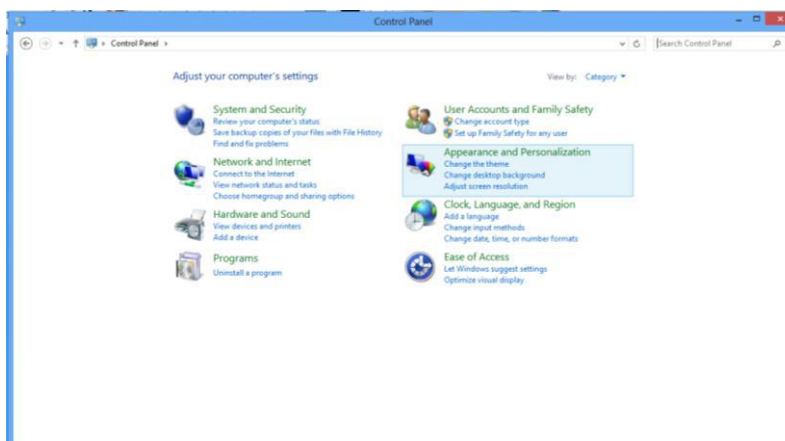 Control Panel
Control Panel
Search Control Panel
Adjust your computer's settings
View by: Category
System and Security
Review your computer's status
Save backup copies of your files with File History
Find and fix problems
Network and Internet
Connect to the Internet
View network status and tasks
Choose homegroup and sharing options
Hardware and Sound
View devices and printers
Add a device
Programs
Uninstall a program
User Accounts and Family Safety
Change account type
Set up Family Safety for any user
Appearance and Personalization
Change the theme
Change desktop background
Adjust screen resolution
Clock, Language, and Region
Add a language
Change input methods
Change date, time, or number formats
Ease of Access
Let Windows suggest settings
Optimize visual display